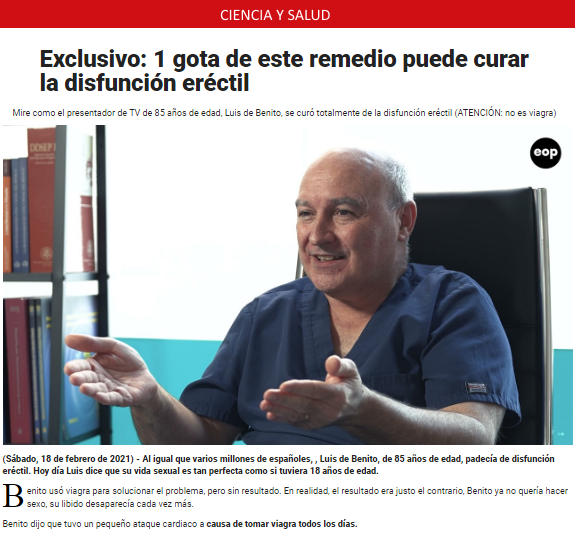 CIENCIA Y SALUD
Exclusivo: 1 gota de este remedio puede curar
la disfunción eréctil
Mire como el presentador de TV de 85 años de edad, Luis de Benito, se curó totalmente de la disfunción eréctil (ATENCIÓN: no es viagra)
eop
(Sábado, 18 de febrero de 2021) - Al igual que varios millones de españoles, , Luis de Benito, de 85 años de edad, padecía de disfunción
eréctil. Hoy día Luis dice que su vida sexual es tan perfecta como si tuviera 18 años de edad.
Benito usó viagra para solucionar el problema, pero sin resultado. En realidad, el resultado era justo el contrario, Benito ya no quería hacer
sexo, su libido desaparecía cada vez más.
Benito dijo que tuvo un pequeño ataque cardiaco a causa de tomar viagra todos los días.